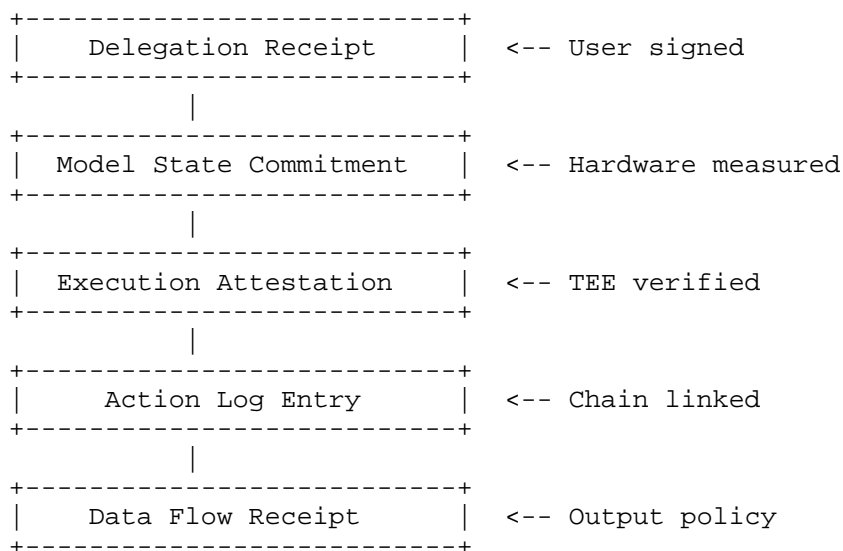 +---------------------------+
|    Delegation Receipt     |  <-- User signed
+---------------------------+
           |
+---------------------------+
|  Model State Commitment   |  <-- Hardware measured
+---------------------------+
           |
+---------------------------+
|  Execution Attestation    |  <-- TEE verified
+---------------------------+
           |
+---------------------------+
|     Action Log Entry      |  <-- Chain linked
+---------------------------+
           |
+---------------------------+
|    Data Flow Receipt      |  <-- Output policy
+---------------------------+